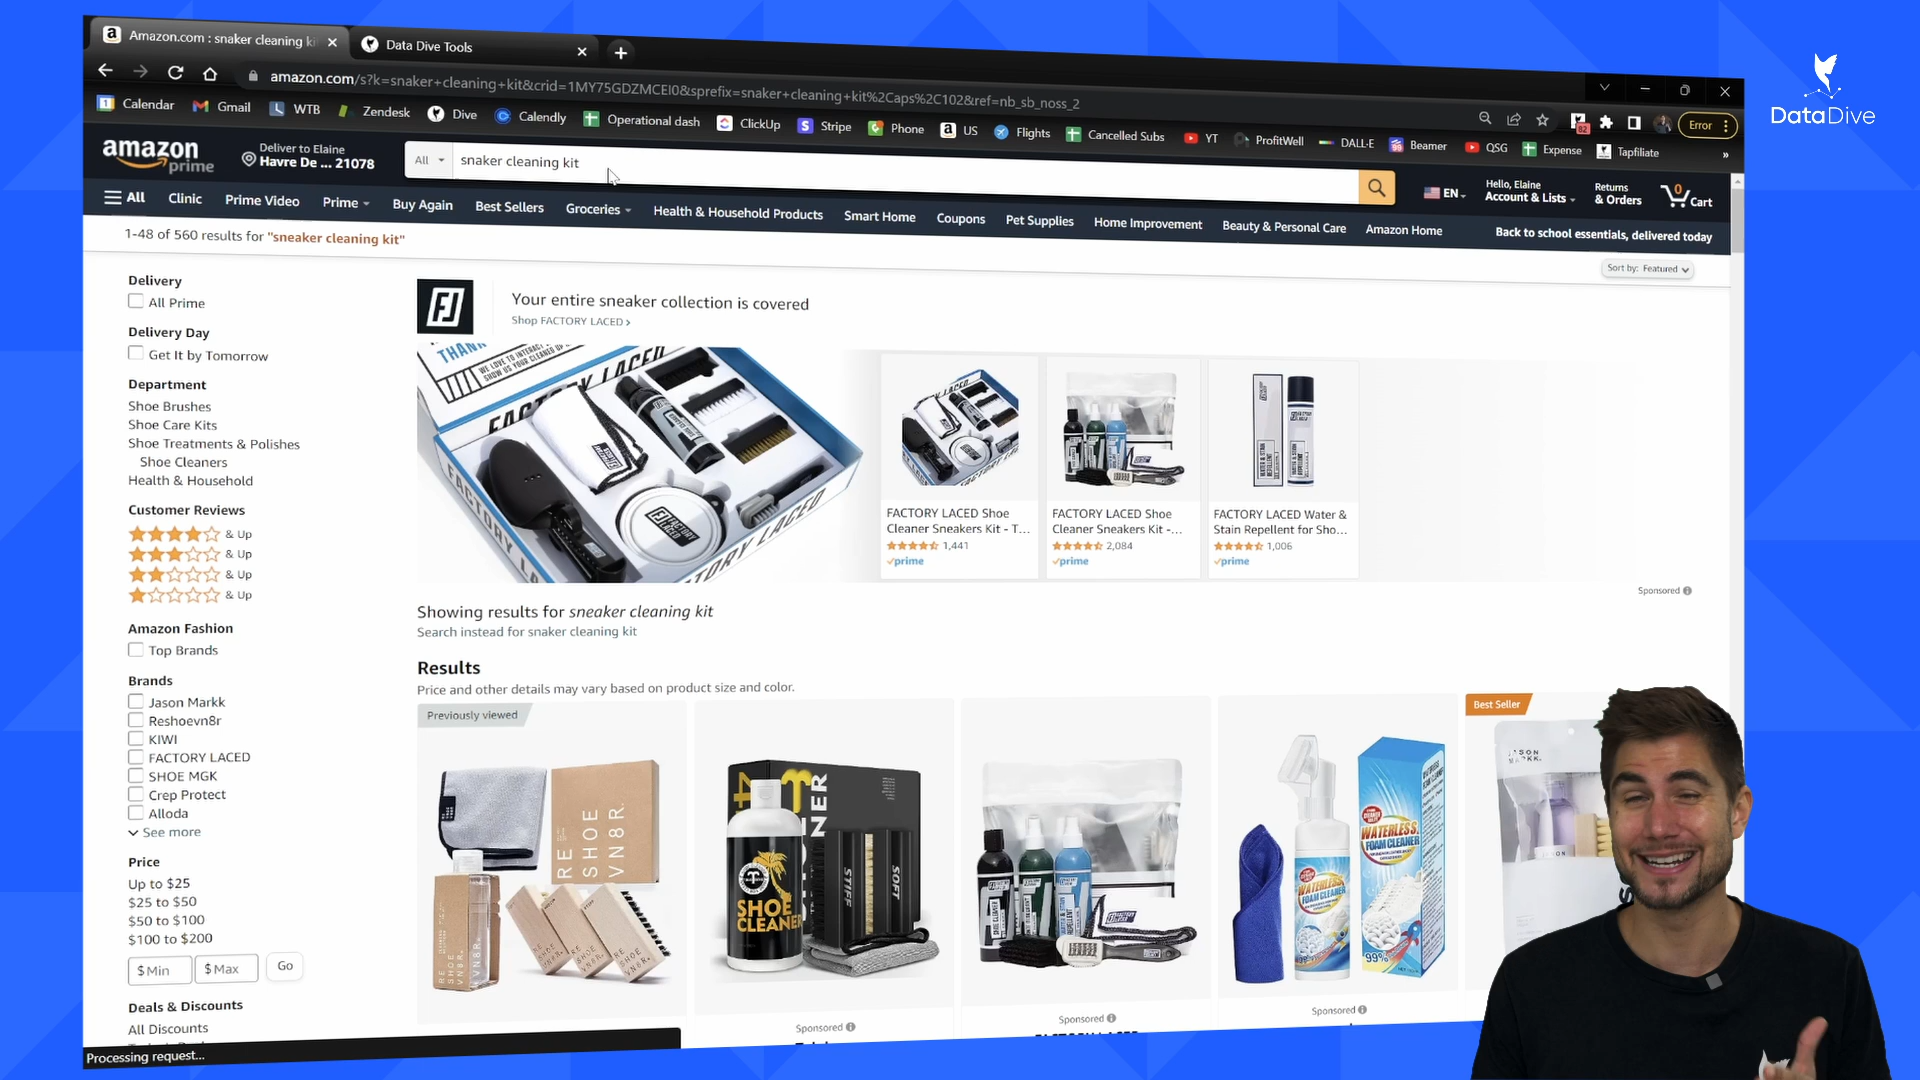 Amazon.com : snaker cleaning ki
Data Dive Tools
amazon.com/s?k=snaker+cleaning+kit&crid=1MY75GDZMCEI0&sprefix=snaker+cleaning+kit%2Caps%2C102&ref=nb_sb_noss_2
Calendar
Gmail
WTB
Zendesk
Dive
Calendly
Operational dash
ClickUp
Stripe
Phone
US
Flights
Cancelled Subs
YT
ProfitWell
DALL·E
Beamer
QSG
Expense
Tapfiliate
Error
DataDive
amazon
prime
Deliver to Elaine
Havre De ... 21078
All
snaker cleaning kit
EN
Hello, Elaine
Account & Lists
Returns
& Orders
0
Cart
All
Clinic
Prime Video
Prime
Buy Again
Best Sellers
Groceries
Health & Household Products
Smart Home
Coupons
Pet Supplies
Home Improvement
Beauty & Personal Care
Amazon Home
Back to school essentials, delivered today
1-48 of 560 results for "sneaker cleaning kit"
Sort by: Featured
Delivery
All Prime
Delivery Day
Get It by Tomorrow
Department
Shoe Brushes
Shoe Care Kits
Shoe Treatments & Polishes
Shoe Cleaners
Health & Household
Customer Reviews
& Up
& Up
& Up
& Up
Amazon Fashion
Top Brands
Brands
Jason Markk
Reshoevn8r
KIWI
FACTORY LACED
SHOE MGK
Crep Protect
Alloda
See more
Price
Up to $25
$25 to $50
$50 to $100
$100 to $200
$ Min
$ Max
Go
Deals & Discounts
All Discounts
Processing request...
Your entire sneaker collection is covered
Shop FACTORY LACED ›
FACTORY LACED Shoe
Cleaner Sneakers Kit - T...
1,441
prime
FACTORY LACED Shoe
Cleaner Sneakers Kit -...
2,084
prime
FACTORY LACED Water &
Stain Repellent for Sho...
1,006
prime
Sponsored
Showing results for sneaker cleaning kit
Search instead for snaker cleaning kit
Results
Price and other details may vary based on product size and color.
Previously viewed
RE
SHOE
VN8R.
SHOE
CLEANER
STIFF
SOFT
WATERLESS
FOAM CLEANER
WATERLESS
FOAM CLEANER
99%
Best Seller
JASON
MARKK
Sponsored
Sponsored
Sponsored